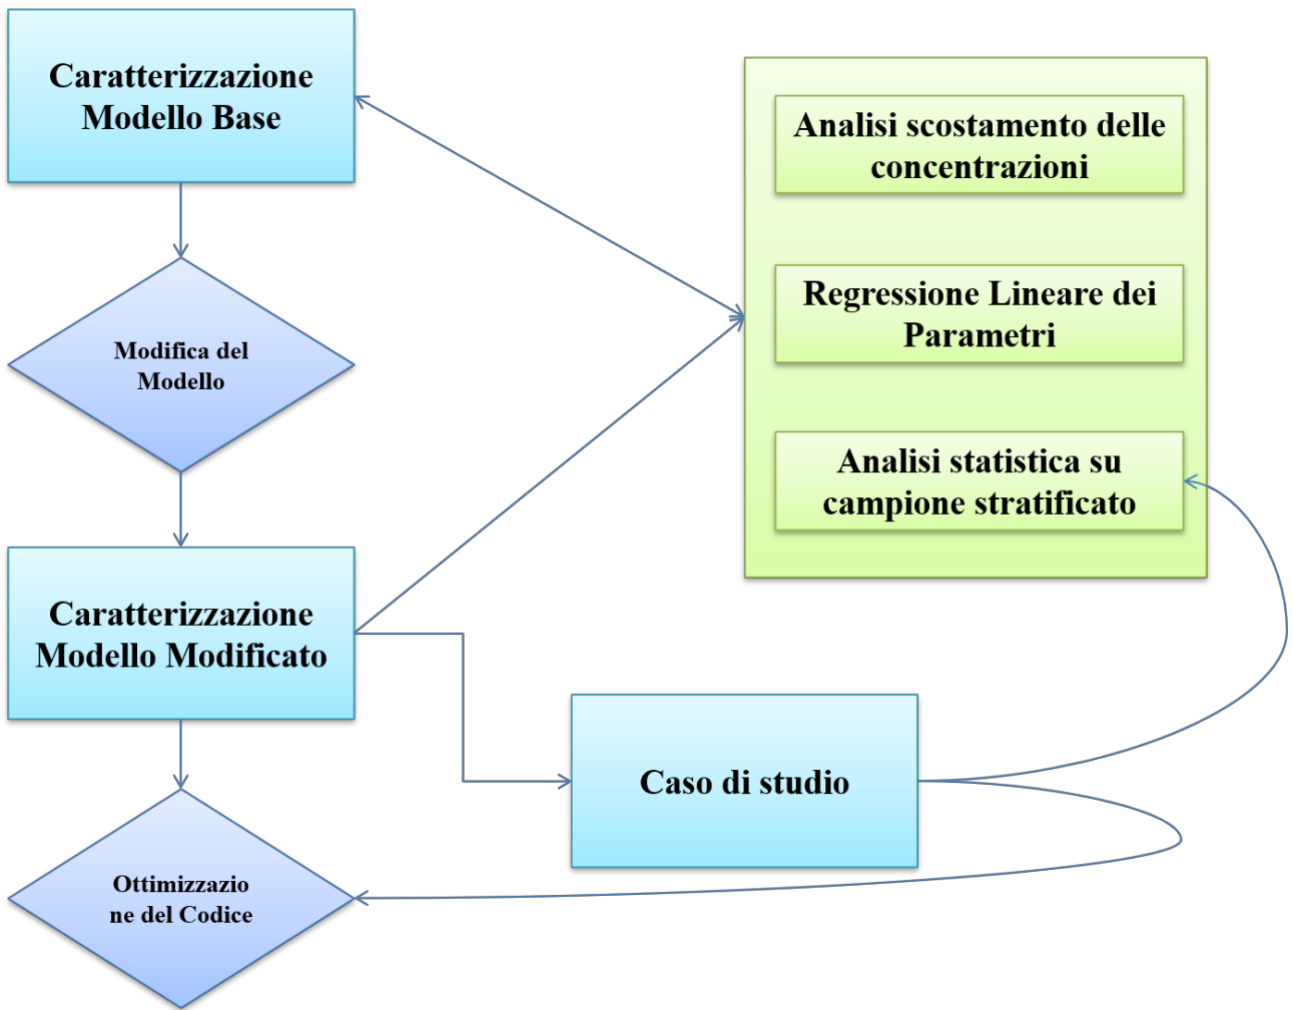 Caratterizzazione
Modello Base
Analisi scostamento delle
concentrazioni
Modifica del
Modello
Regressione Lineare dei
Parametri
Analisi statistica su
campione stratificato
Caratterizzazione
Modello Modificato
Caso di studio
Ottimizzazio
ne del Codice